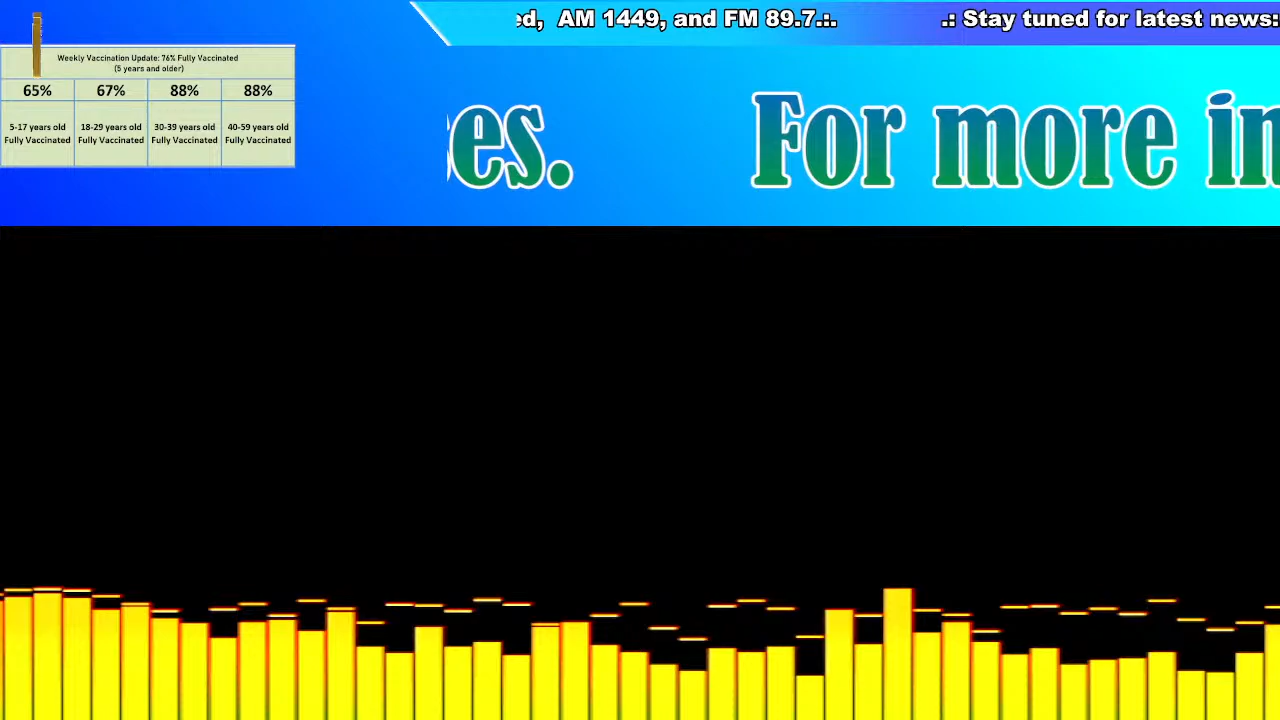 ed, AM 1449, and FM 89.7.:. .: Stay tuned for latest news:
Weekly Vaccination Update: 76% Fully Vaccinated
(5 years and older)
65% 67% 88% 88%
5-17 years old 18-29 years old 30-39 years old 40-59 years old
Fully Vaccinated Fully Vaccinated Fully Vaccinated Fully Vaccinated
es. For more in